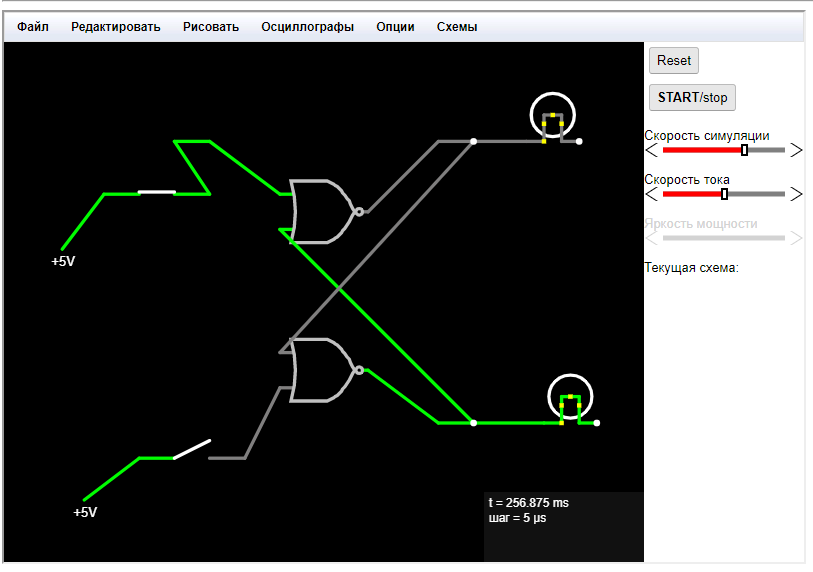 Файл Редактировать Рисовать Осциллографы Опции Схемы
Reset
START/stop
Скорость симуляции
Скорость тока
Яркость мощности
Текущая схема:
+5V
+5V
t = 256.875 ms
шаг = 5 μs